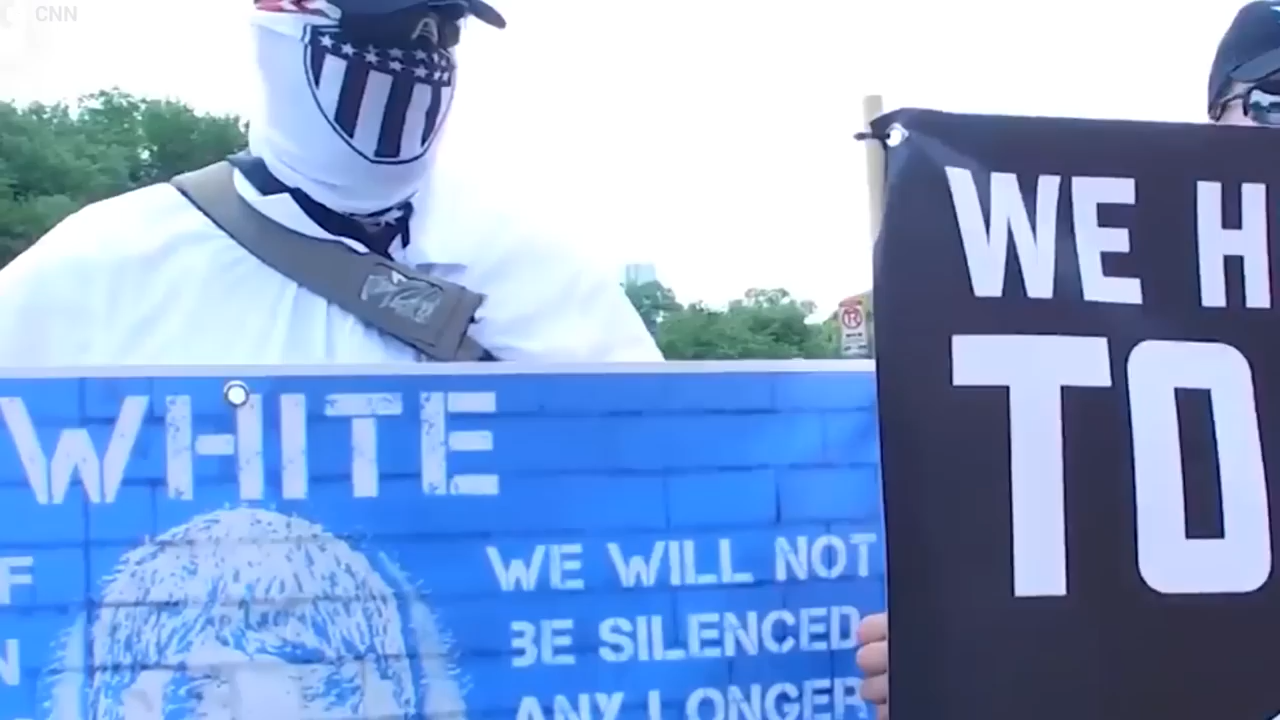 CNN
WHITE
WE WILL NOT
BE SILENCED
ANY LONGER
F
N
WE H
TO